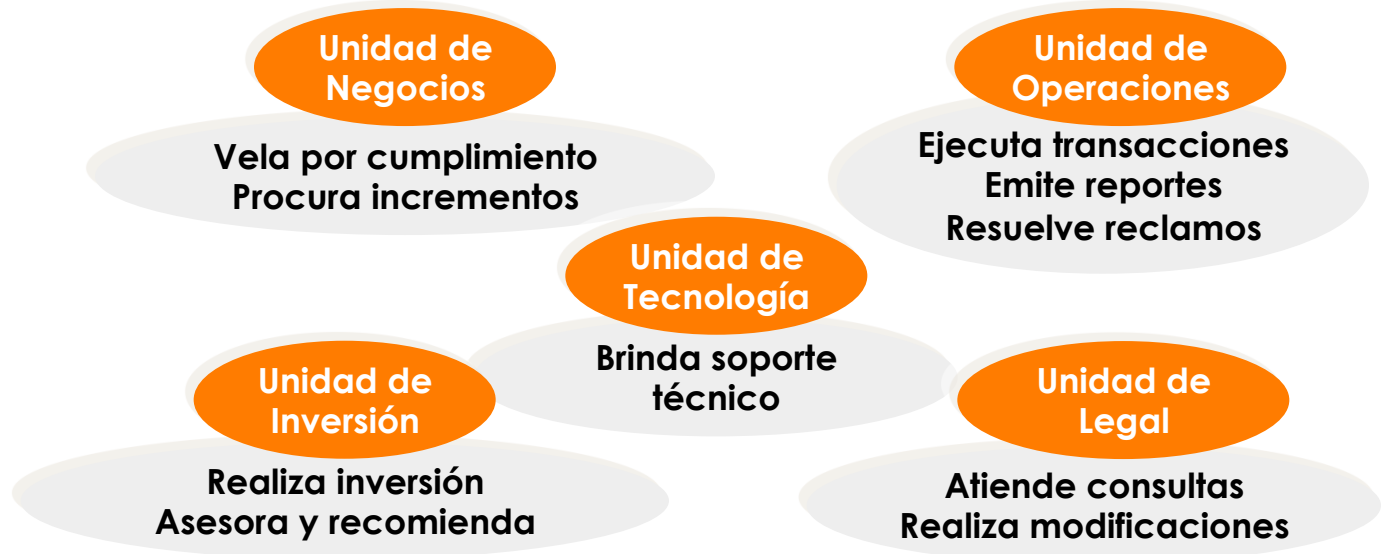 Unidad de
Negocios
Vela por cumplimiento
Procura incrementos
Unidad de
Operaciones
Ejecuta transacciones
Emite reportes
Resuelve reclamos
Unidad de
Tecnología
Brinda soporte
técnico
Unidad de
Inversión
Realiza inversión
Asesora y recomienda
Unidad de
Legal
Atiende consultas
Realiza modificaciones